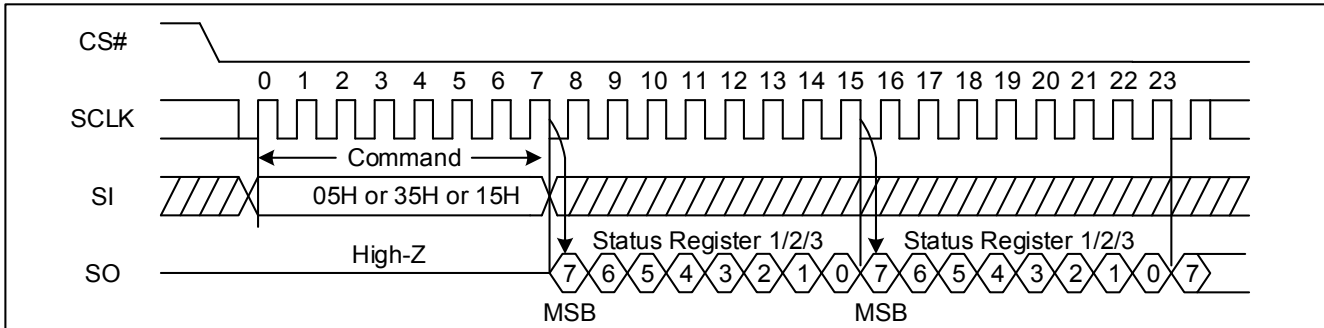 CS#
0 1 2 3 4 5 6 7 8 9 10 11 12 13 14 15 16 17 18 19 20 21 22 23
SCLK
Command
SI
05H or 35H or 15H
High-Z
Status Register 1/2/3
Status Register 1/2/3
SO
7 6 5 4 3 2 1 0 7 6 5 4 3 2 1 0 7
MSB
MSB